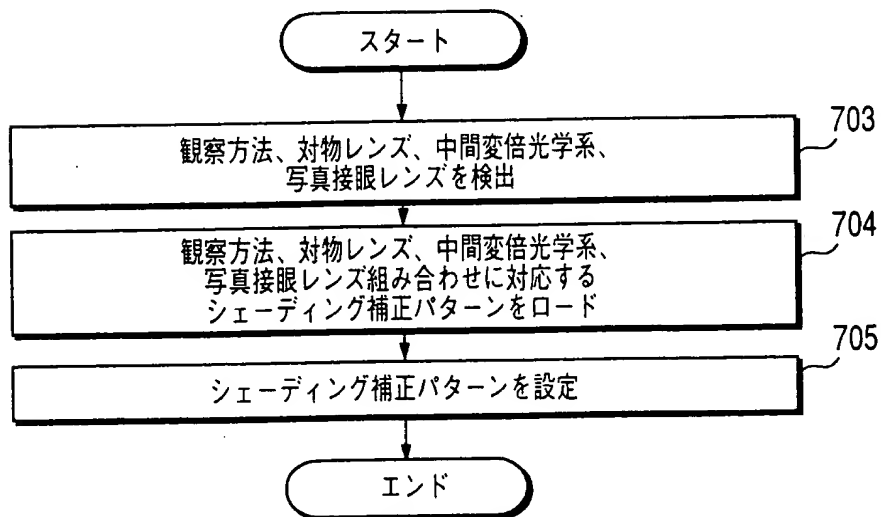 スタート
703
観察方法、対物レンズ、中間変倍光学系、
写真接眼レンズを検出
704
観察方法、対物レンズ、中間変倍光学系、
写真接眼レンズ組み合わせに対応する
シェーディング補正パターンをロード
705
シェーディング補正パターンを設定
エンド